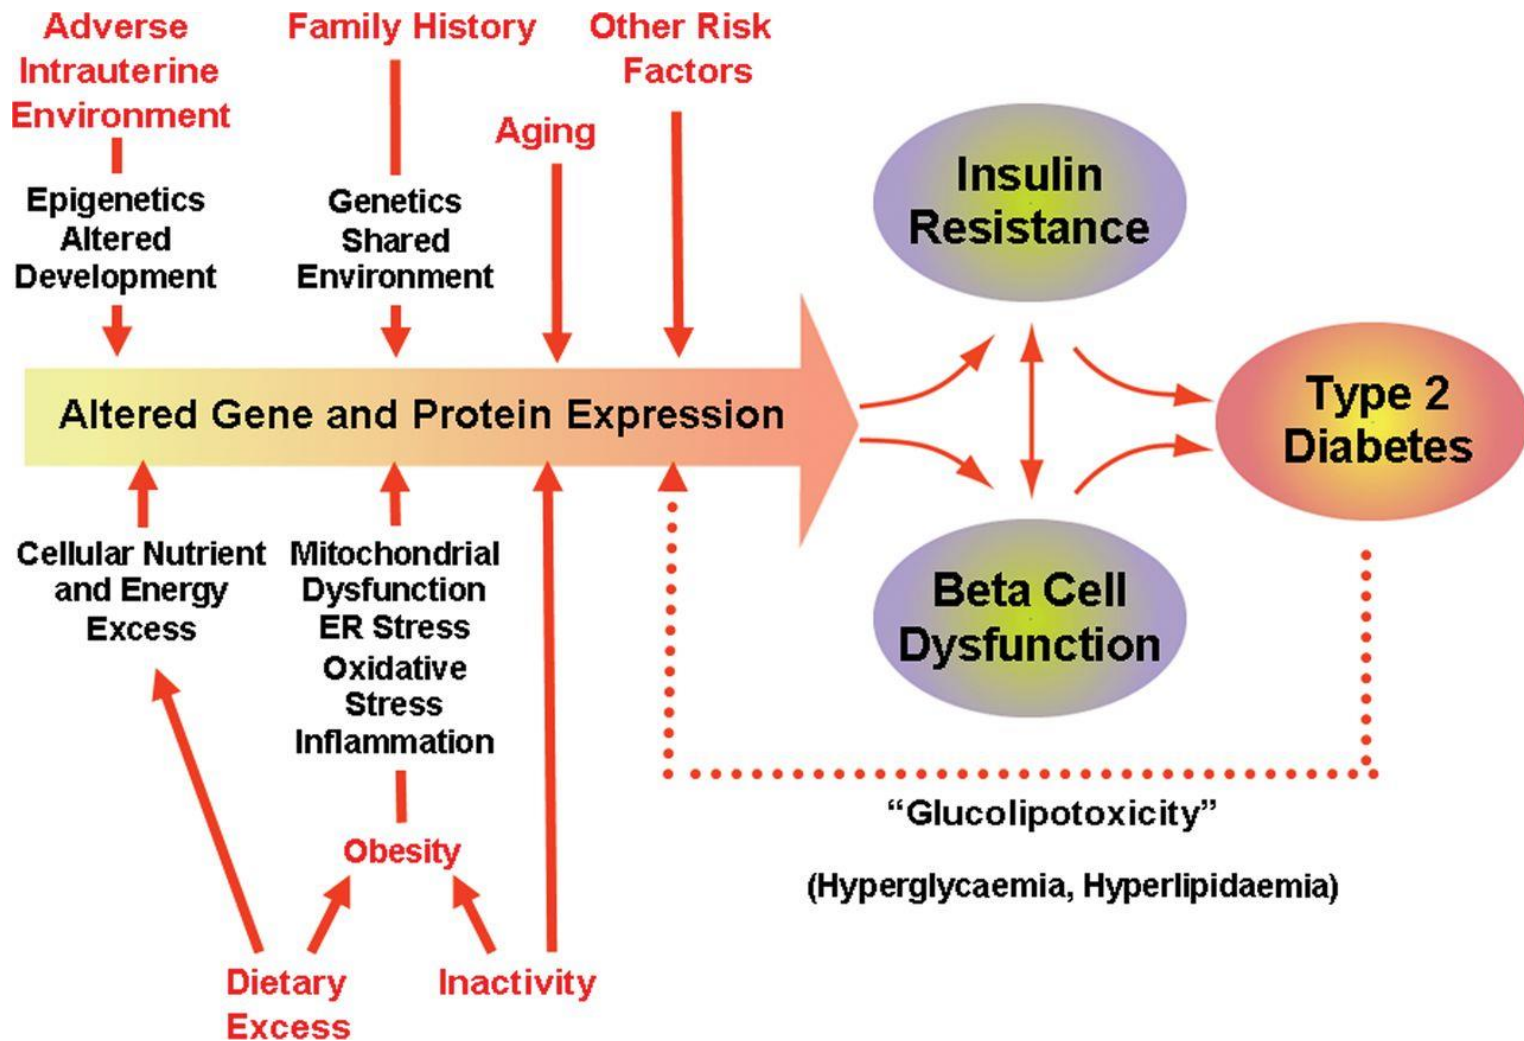 Adverse
Intrauterine
Environment
Family History
Other Risk
Factors
Aging
Epigenetics
Altered
Development
Genetics
Shared
Environment
Insulin
Resistance
Altered Gene and Protein Expression
Type 2
Diabetes
Cellular Nutrient
and Energy
Excess
Mitochondrial
Dysfunction
ER Stress
Oxidative
Stress
Inflammation
Beta Cell
Dysfunction
“Glucolipotoxicity”
(Hyperglycaemia, Hyperlipidaemia)
Obesity
Dietary
Excess
Inactivity